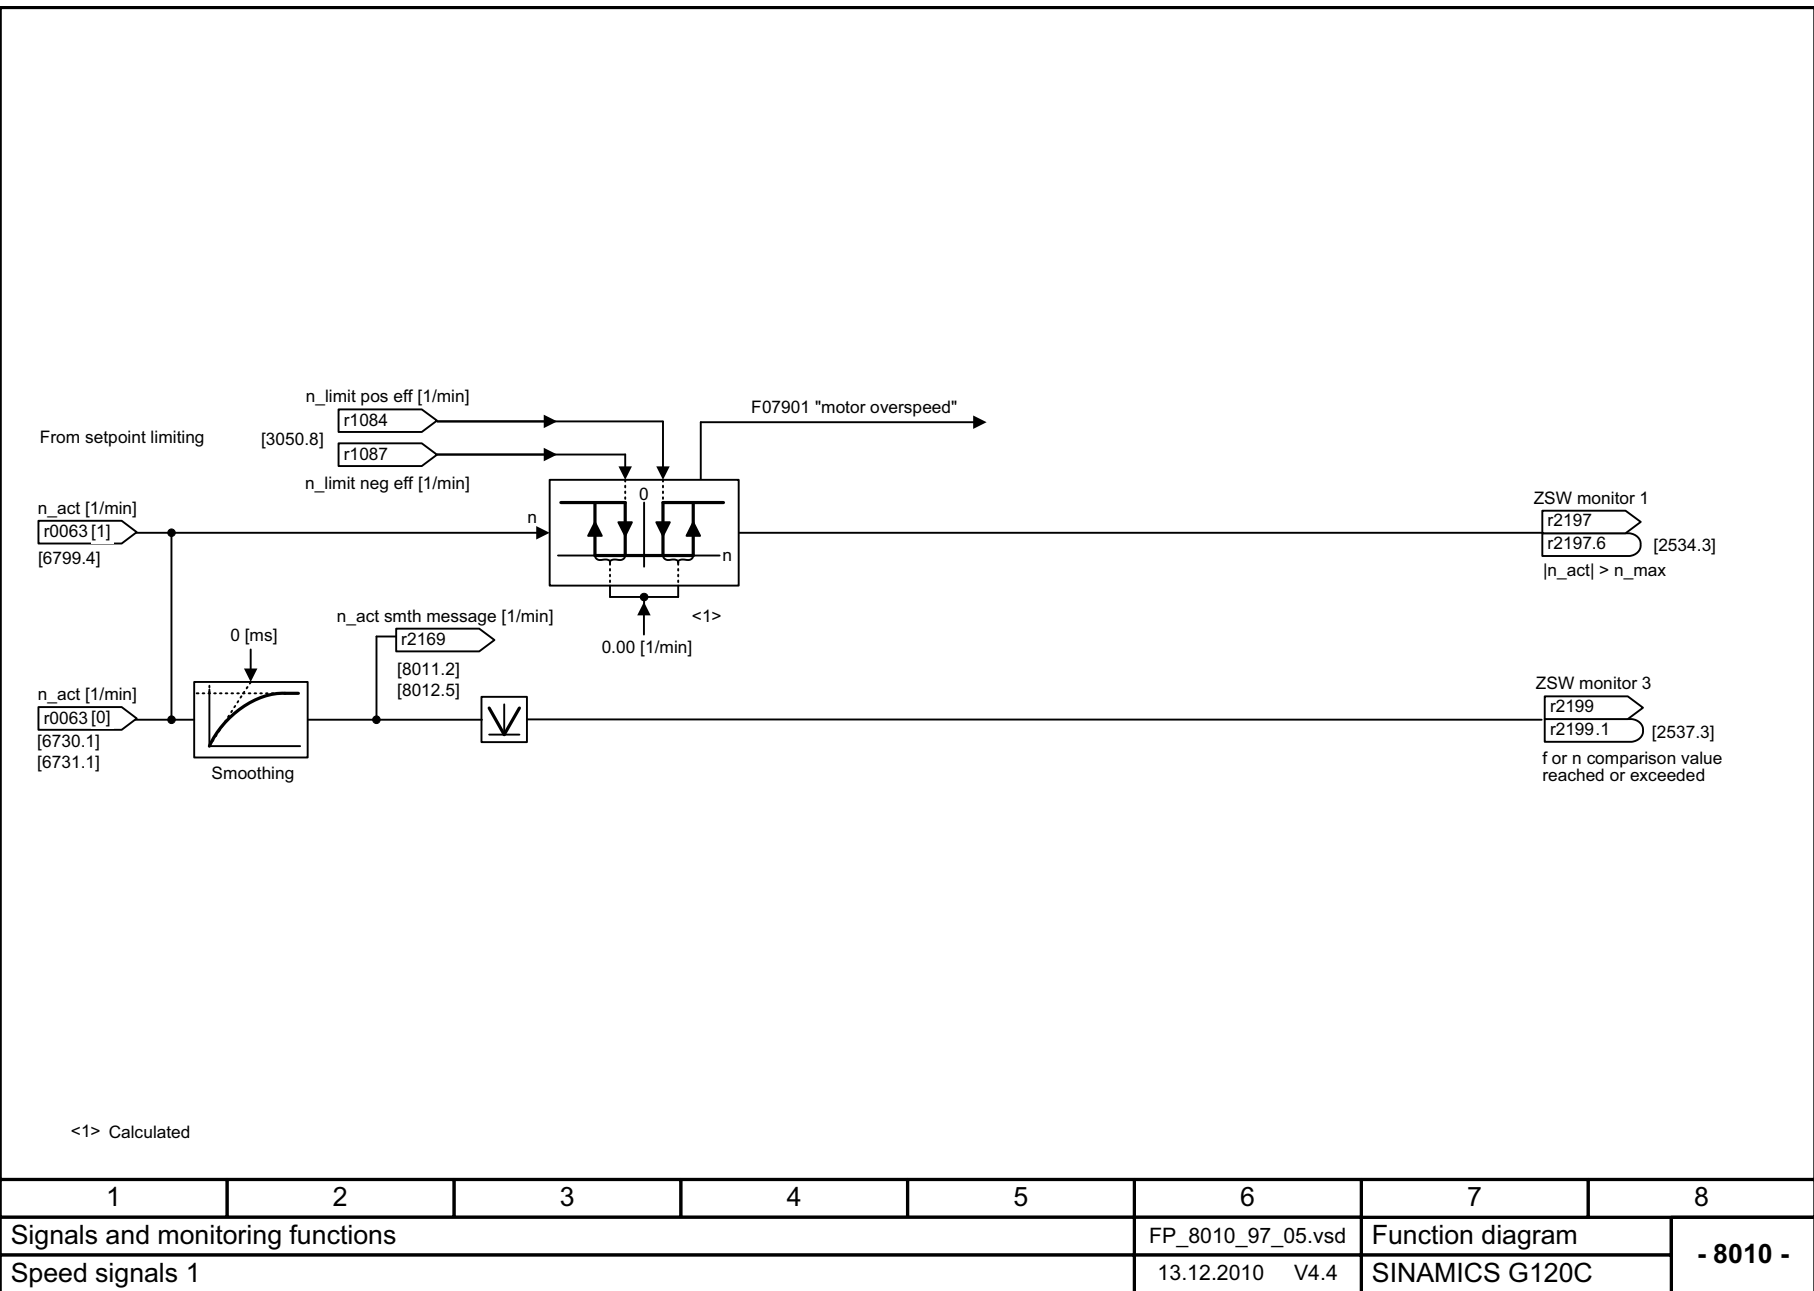 n_limit pos eff [1/min]
r1084
From setpoint limiting
[3050.8]
r1087
n_limit neg eff [1/min]
F07901 "motor overspeed"
n_act [1/min]
r0063 [1]
[6799.4]
n
0
n
<1>
0.00 [1/min]
ZSW monitor 1
r2197
r2197.6
[2534.3]
|n_act| > n_max
n_act smth message [1/min]
r2169
[8011.2]
[8012.5]
0 [ms]
n_act [1/min]
r0063 [0]
[6730.1]
[6731.1]
Smoothing
ZSW monitor 3
r2199
r2199.1
[2537.3]
f or n comparison value
reached or exceeded
<1> Calculated
1 2 3 4 5 6 7 8
Signals and monitoring functions
FP_8010_97_05.vsd
Function diagram
- 8010 -
Speed signals 1
13.12.2010 V4.4
SINAMICS G120C